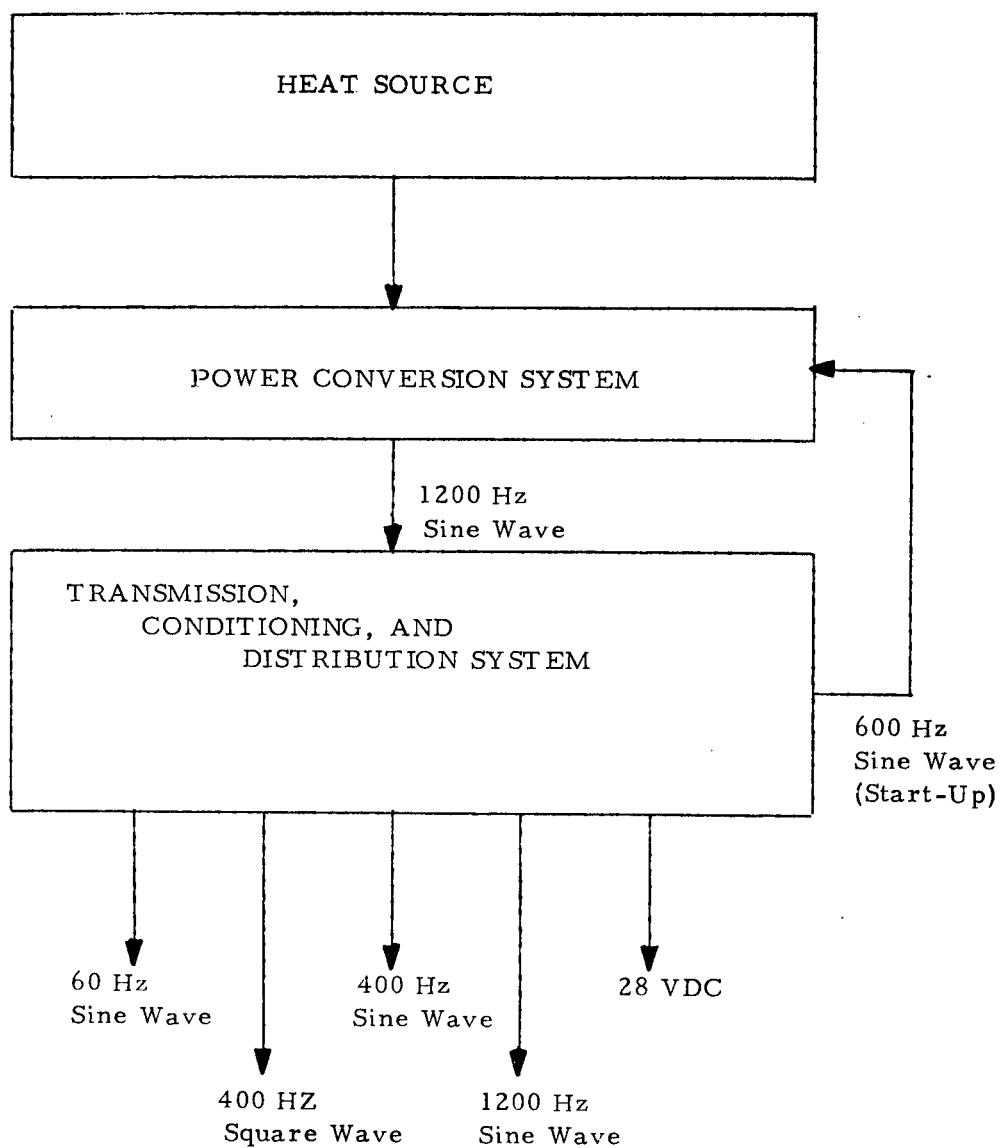 HEAT SOURCE
POWER CONVERSION SYSTEM
1200 Hz
Sine Wave
TRANSMISSION,
CONDITIONING, AND
DISTRIBUTION SYSTEM
600 Hz
Sine Wave
(Start-Up)
60 Hz
Sine Wave
400 Hz
Sine Wave
28 VDC
400 HZ
Square Wave
1200 Hz
Sine Wave